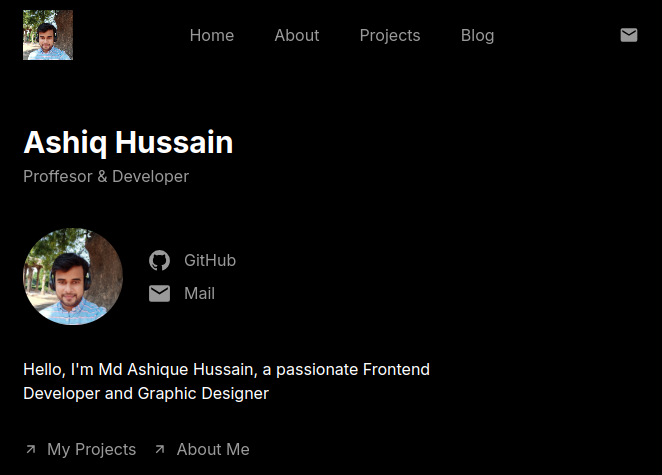 Home About Projects Blog
Ashiq Hussain
Proffesor & Developer
GitHub
Mail
Hello, I'm Md Ashique Hussain, a passionate Frontend
Developer and Graphic Designer
My Projects About Me